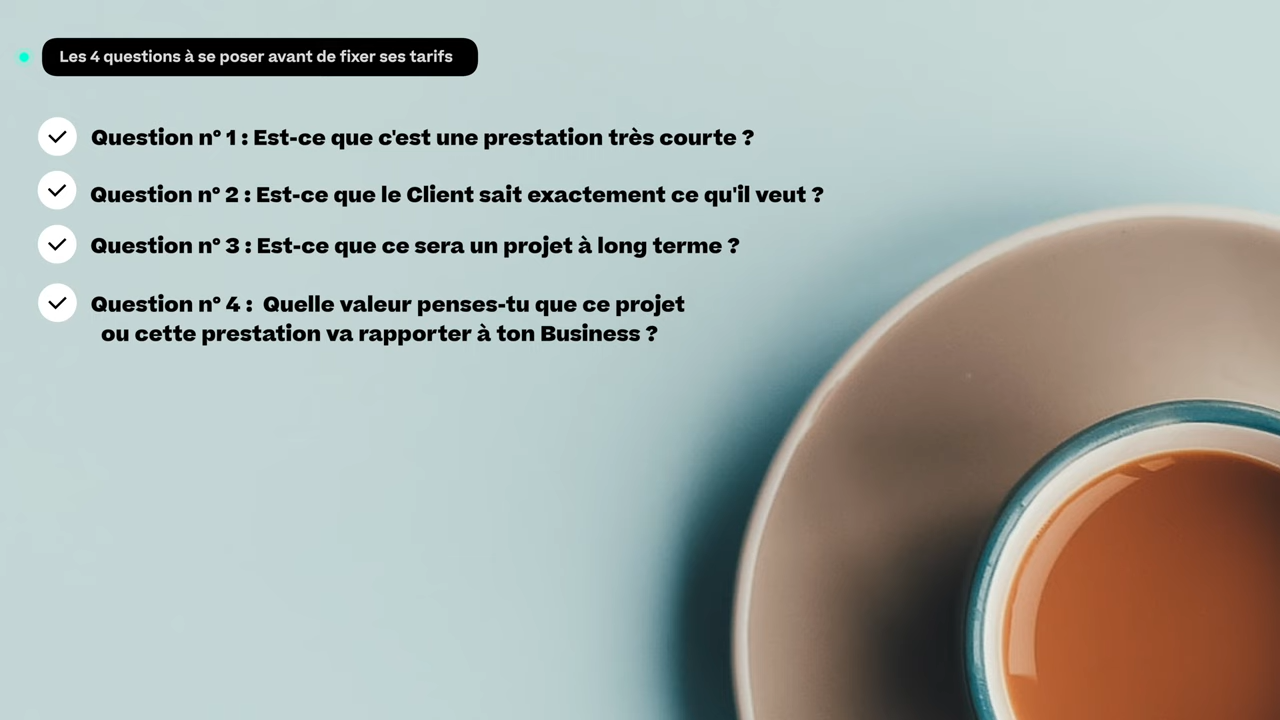 Les 4 questions à se poser avant de fixer ses tarifs
Question n° 1 : Est-ce que c'est une prestation très courte ?
Question n° 2 : Est-ce que le Client sait exactement ce qu'il veut ?
Question n° 3 : Est-ce que ce sera un projet à long terme ?
Question n° 4 : Quelle valeur penses-tu que ce projet
ou cette prestation va rapporter à ton Business ?